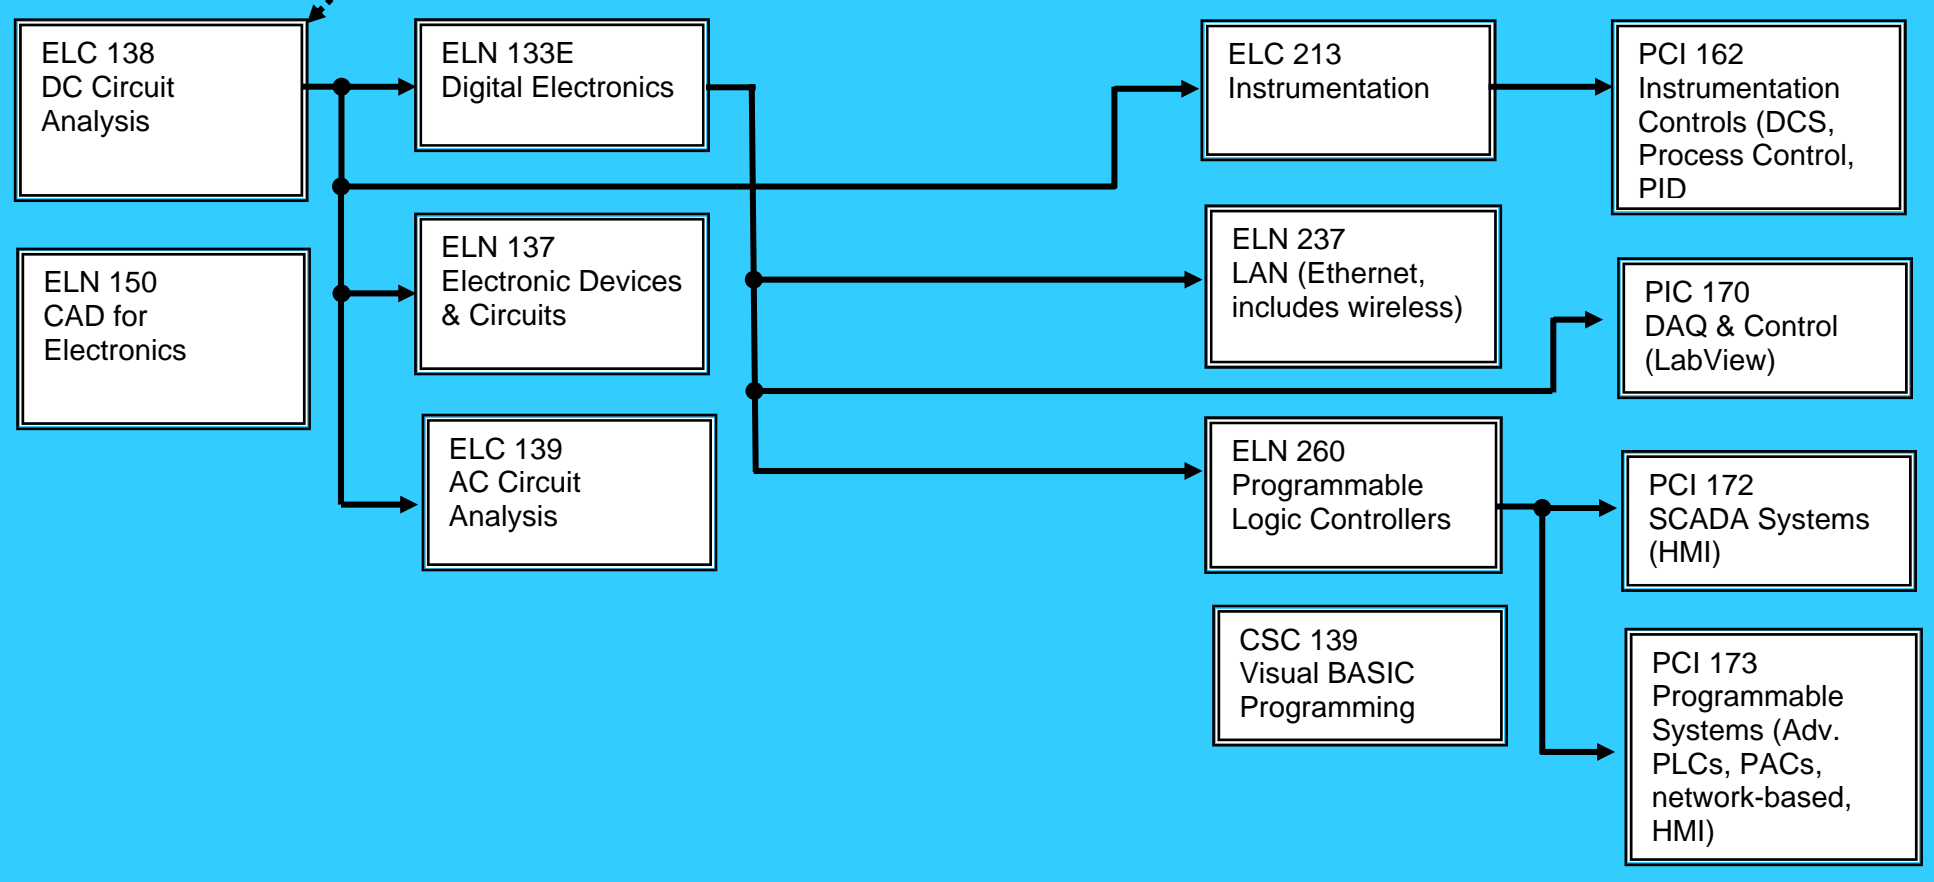 ELC 138
DC Circuit
Analysis
ELN 150
CAD for
Electronics
ELN 133E
Digital Electronics
ELN 137
Electronic Devices
& Circuits
ELC 139
AC Circuit
Analysis
ELC 213
Instrumentation
ELN 237
LAN (Ethernet,
includes wireless)
ELN 260
Programmable
Logic Controllers
CSC 139
Visual BASIC
Programming
PCI 162
Instrumentation
Controls (DCS,
Process Control,
PID
PIC 170
DAQ & Control
(LabView)
PCI 172
SCADA Systems
(HMI)
PCI 173
Programmable
Systems (Adv.
PLCs, PACs,
network-based,
HMI)